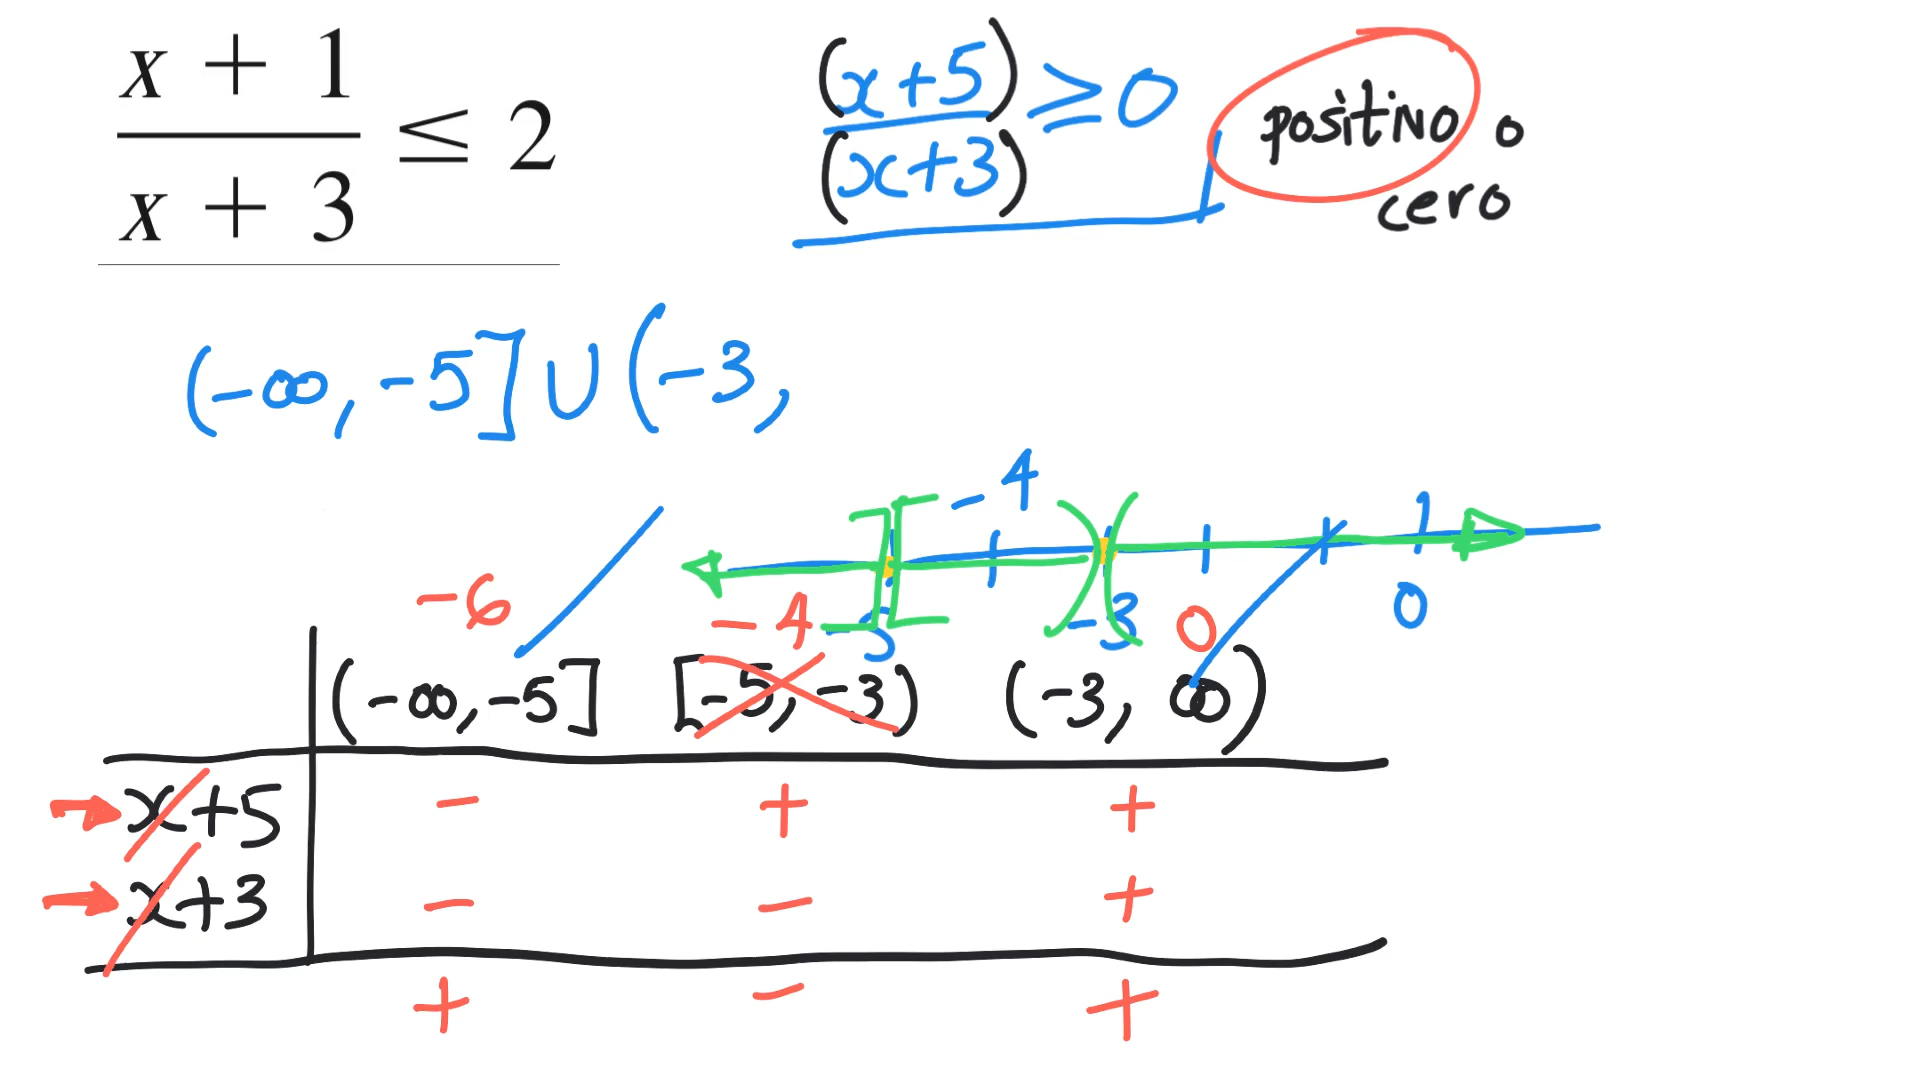 x + 1
x + 3
≤ 2
(x+5)
(x+3)
≥ 0
positivo o
cero
(-∞, -5] ∪ (-3,
-4
1
-5
-3
0
-6
-4
0
(-∞, -5] [-5, -3) (-3, ∞)
x+5 - + +
x+3 - - +
+ - +